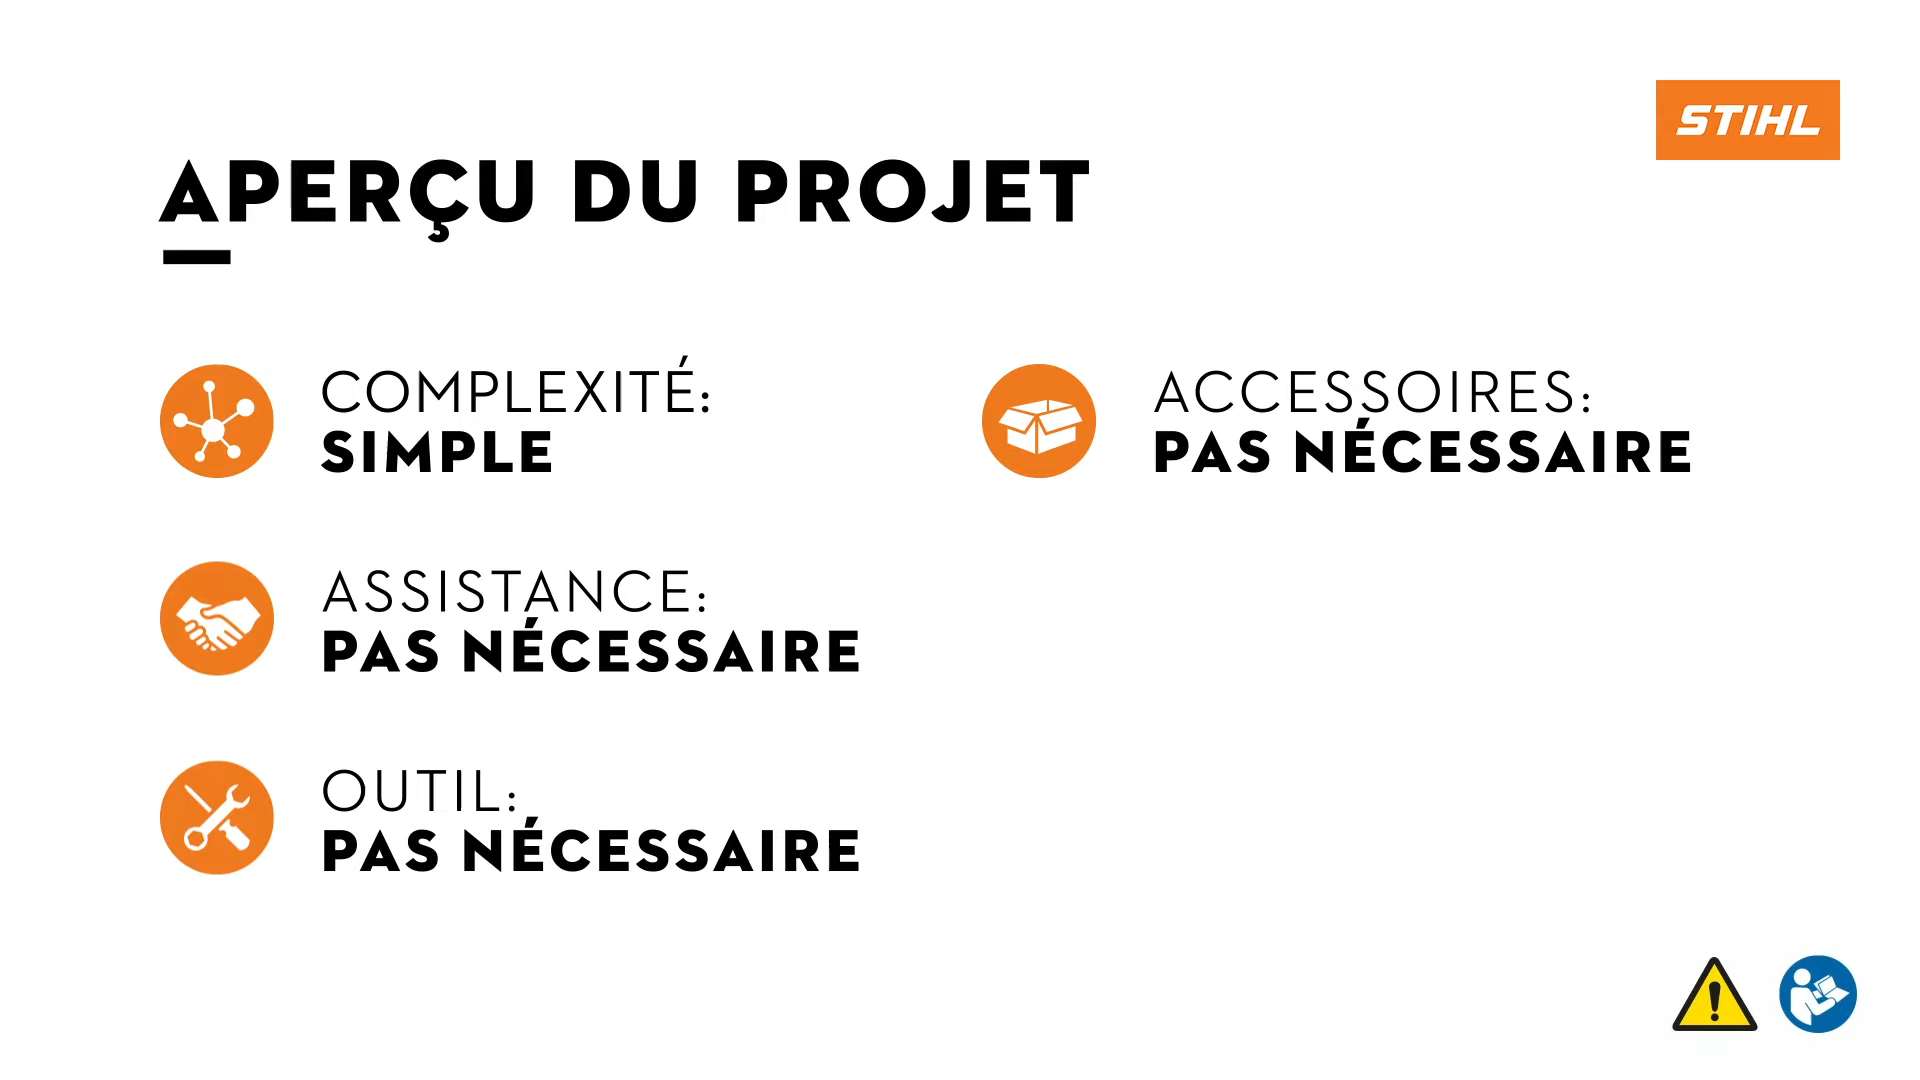 STIHL
APERÇU DU PROJET
COMPLEXITÉ:
SIMPLE
ASSISTANCE:
PAS NÉCESSAIRE
OUTIL:
PAS NÉCESSAIRE
ACCESSOIRES:
PAS NÉCESSAIRE